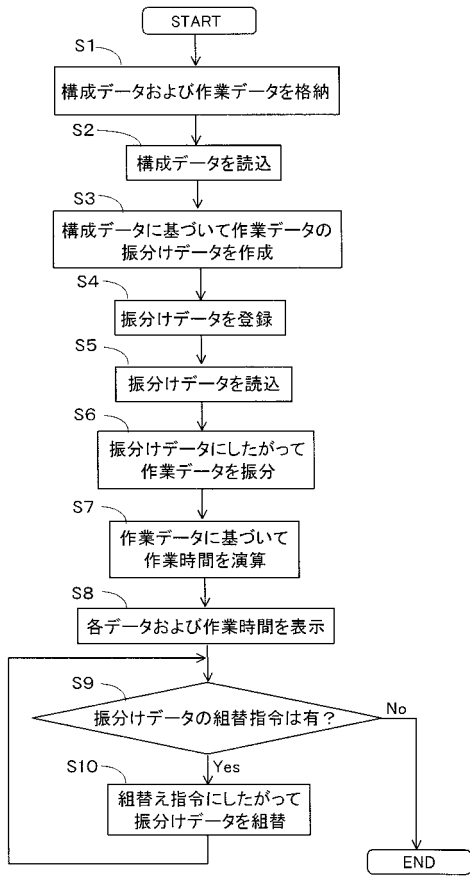 START
S1
構成データおよび作業データを格納
S2
構成データを読込
S3
構成データに基づいて作業データの
振分けデータを作成
S4
振分けデータを登録
S5
振分けデータを読込
S6
振分けデータにしたがって
作業データを振分
S7
作業データに基づいて
作業時間を演算
S8
各データおよび作業時間を表示
S9
振分けデータの組替指令は有?
No
Yes
S10
組替え指令にしたがって
振分けデータを組替
END